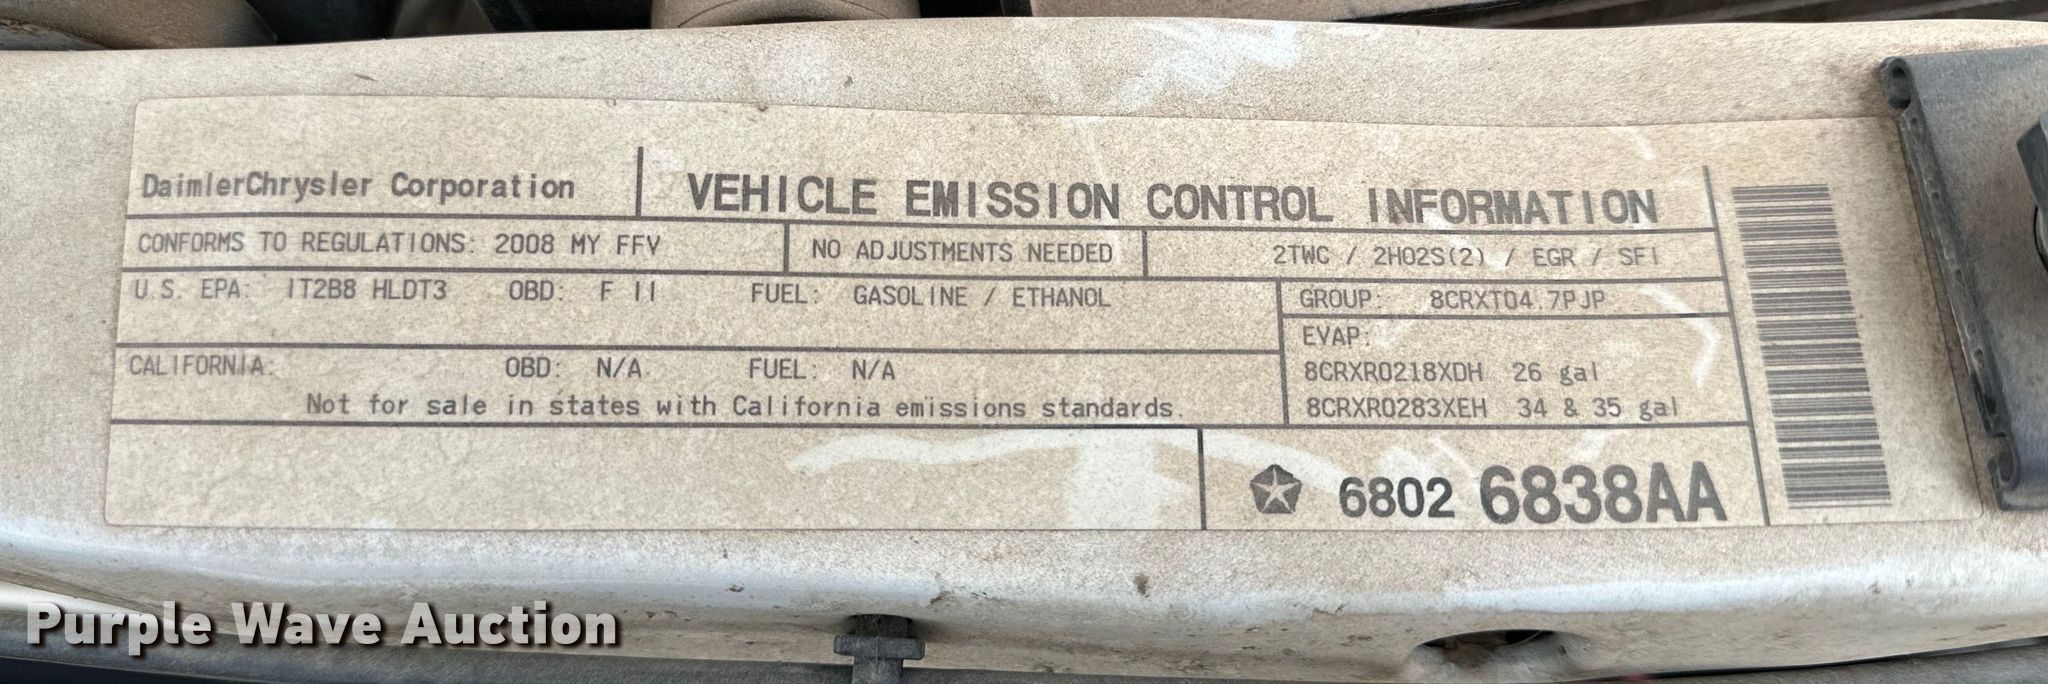 DaimlerChrysler Corporation
VEHICLE EMISSION CONTROL INFORMATION
CONFORMS TO REGULATIONS: 2008 MY FFV
NO ADJUSTMENTS NEEDED
2TWC / 2HO2S(2) / EGR / SFI
U.S. EPA: IT2B8 HLDT3 OBD: F II FUEL: GASOLINE / ETHANOL
GROUP: 8CRXT04.7PJP
EVAP:
8CRXR0218XDH 26 gal
8CRXR0283XEH 34 & 35 gal
CALIFORNIA: OBD: N/A FUEL: N/A
Not for sale in states with California emissions standards.
6802 6838AA
Purple Wave Auction